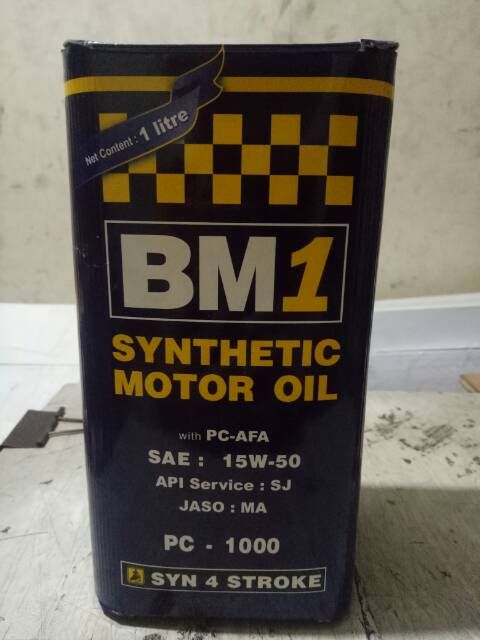 Net Content : 1 litre
BM1
SYNTHETIC
MOTOR OIL
with PC-AFA
SAE : 15W-50
API Service : SJ
JASO : MA
PC - 1000
SYN 4 STROKE